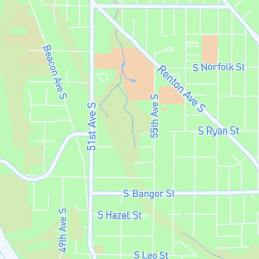 Beacon Ave S
S Norfolk St
Renton Ave S
51st Ave S
55th Ave S
S Ryan St
S Bangor St
S Hazel St
49th Ave S
S Leo St